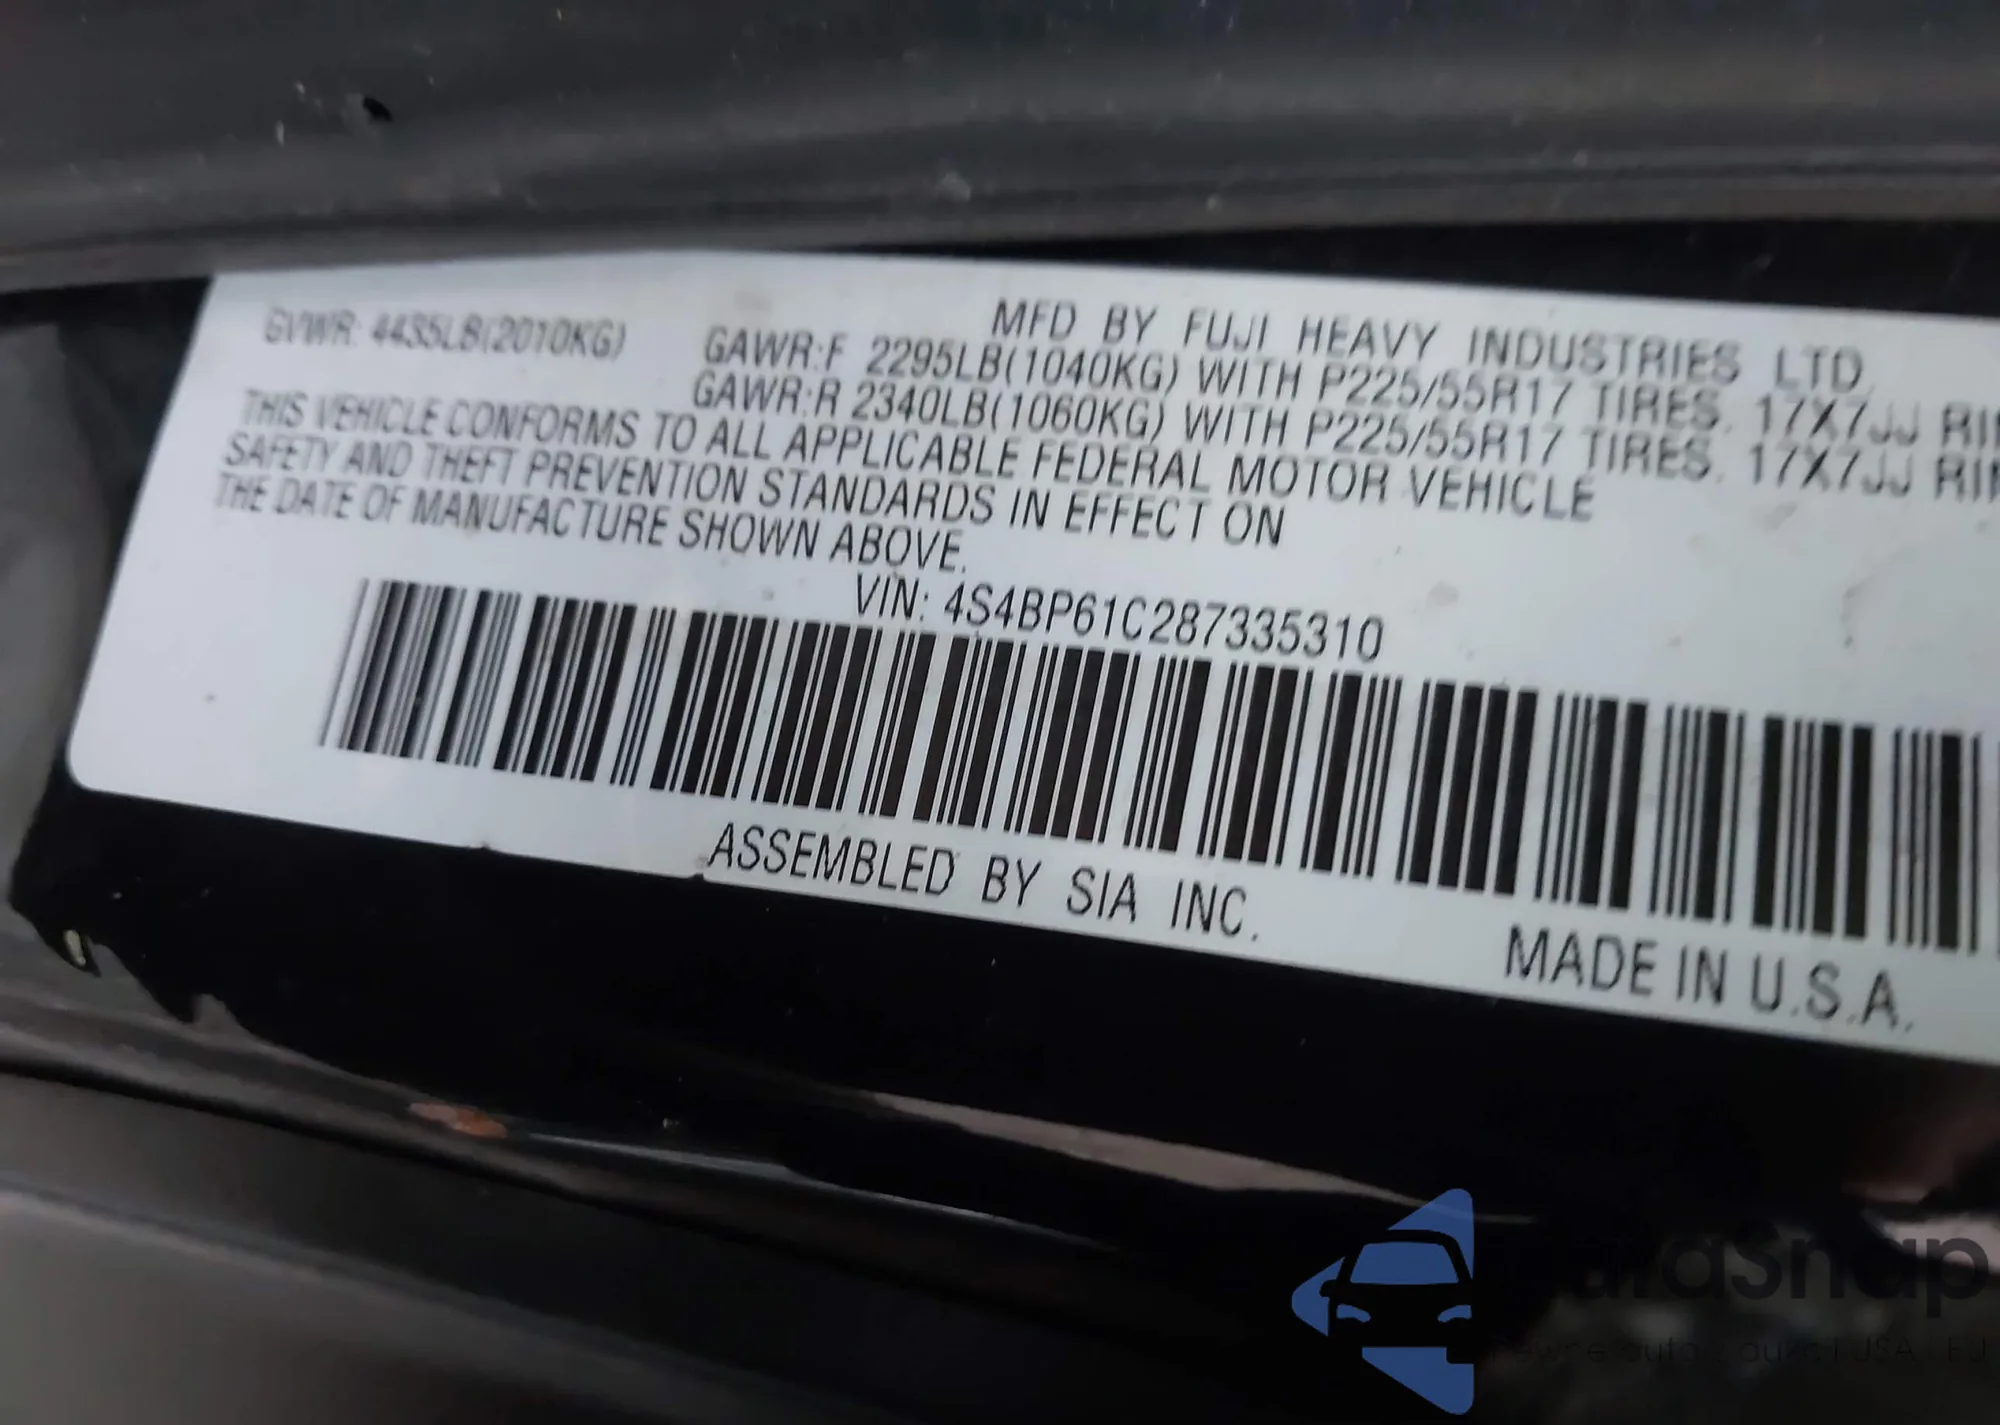 MFD BY FUJI HEAVY INDUSTRIES LTD
GVWR: 4435LB(2010KG) GAWR:F 2295LB(1040KG) WITH P225/55R17 TIRES. 17X7JJ
GAWR:R 2340LB(1060KG) WITH P225/55R17 TIRES. 17X7JJ
THIS VEHICLE CONFORMS TO ALL APPLICABLE FEDERAL MOTOR VEHICLE
SAFETY AND THEFT PREVENTION STANDARDS IN EFFECT ON
THE DATE OF MANUFACTURE SHOWN ABOVE.
VIN: 4S4BP61C287335310
ASSEMBLED BY SIA INC.
MADE IN U.S.A.